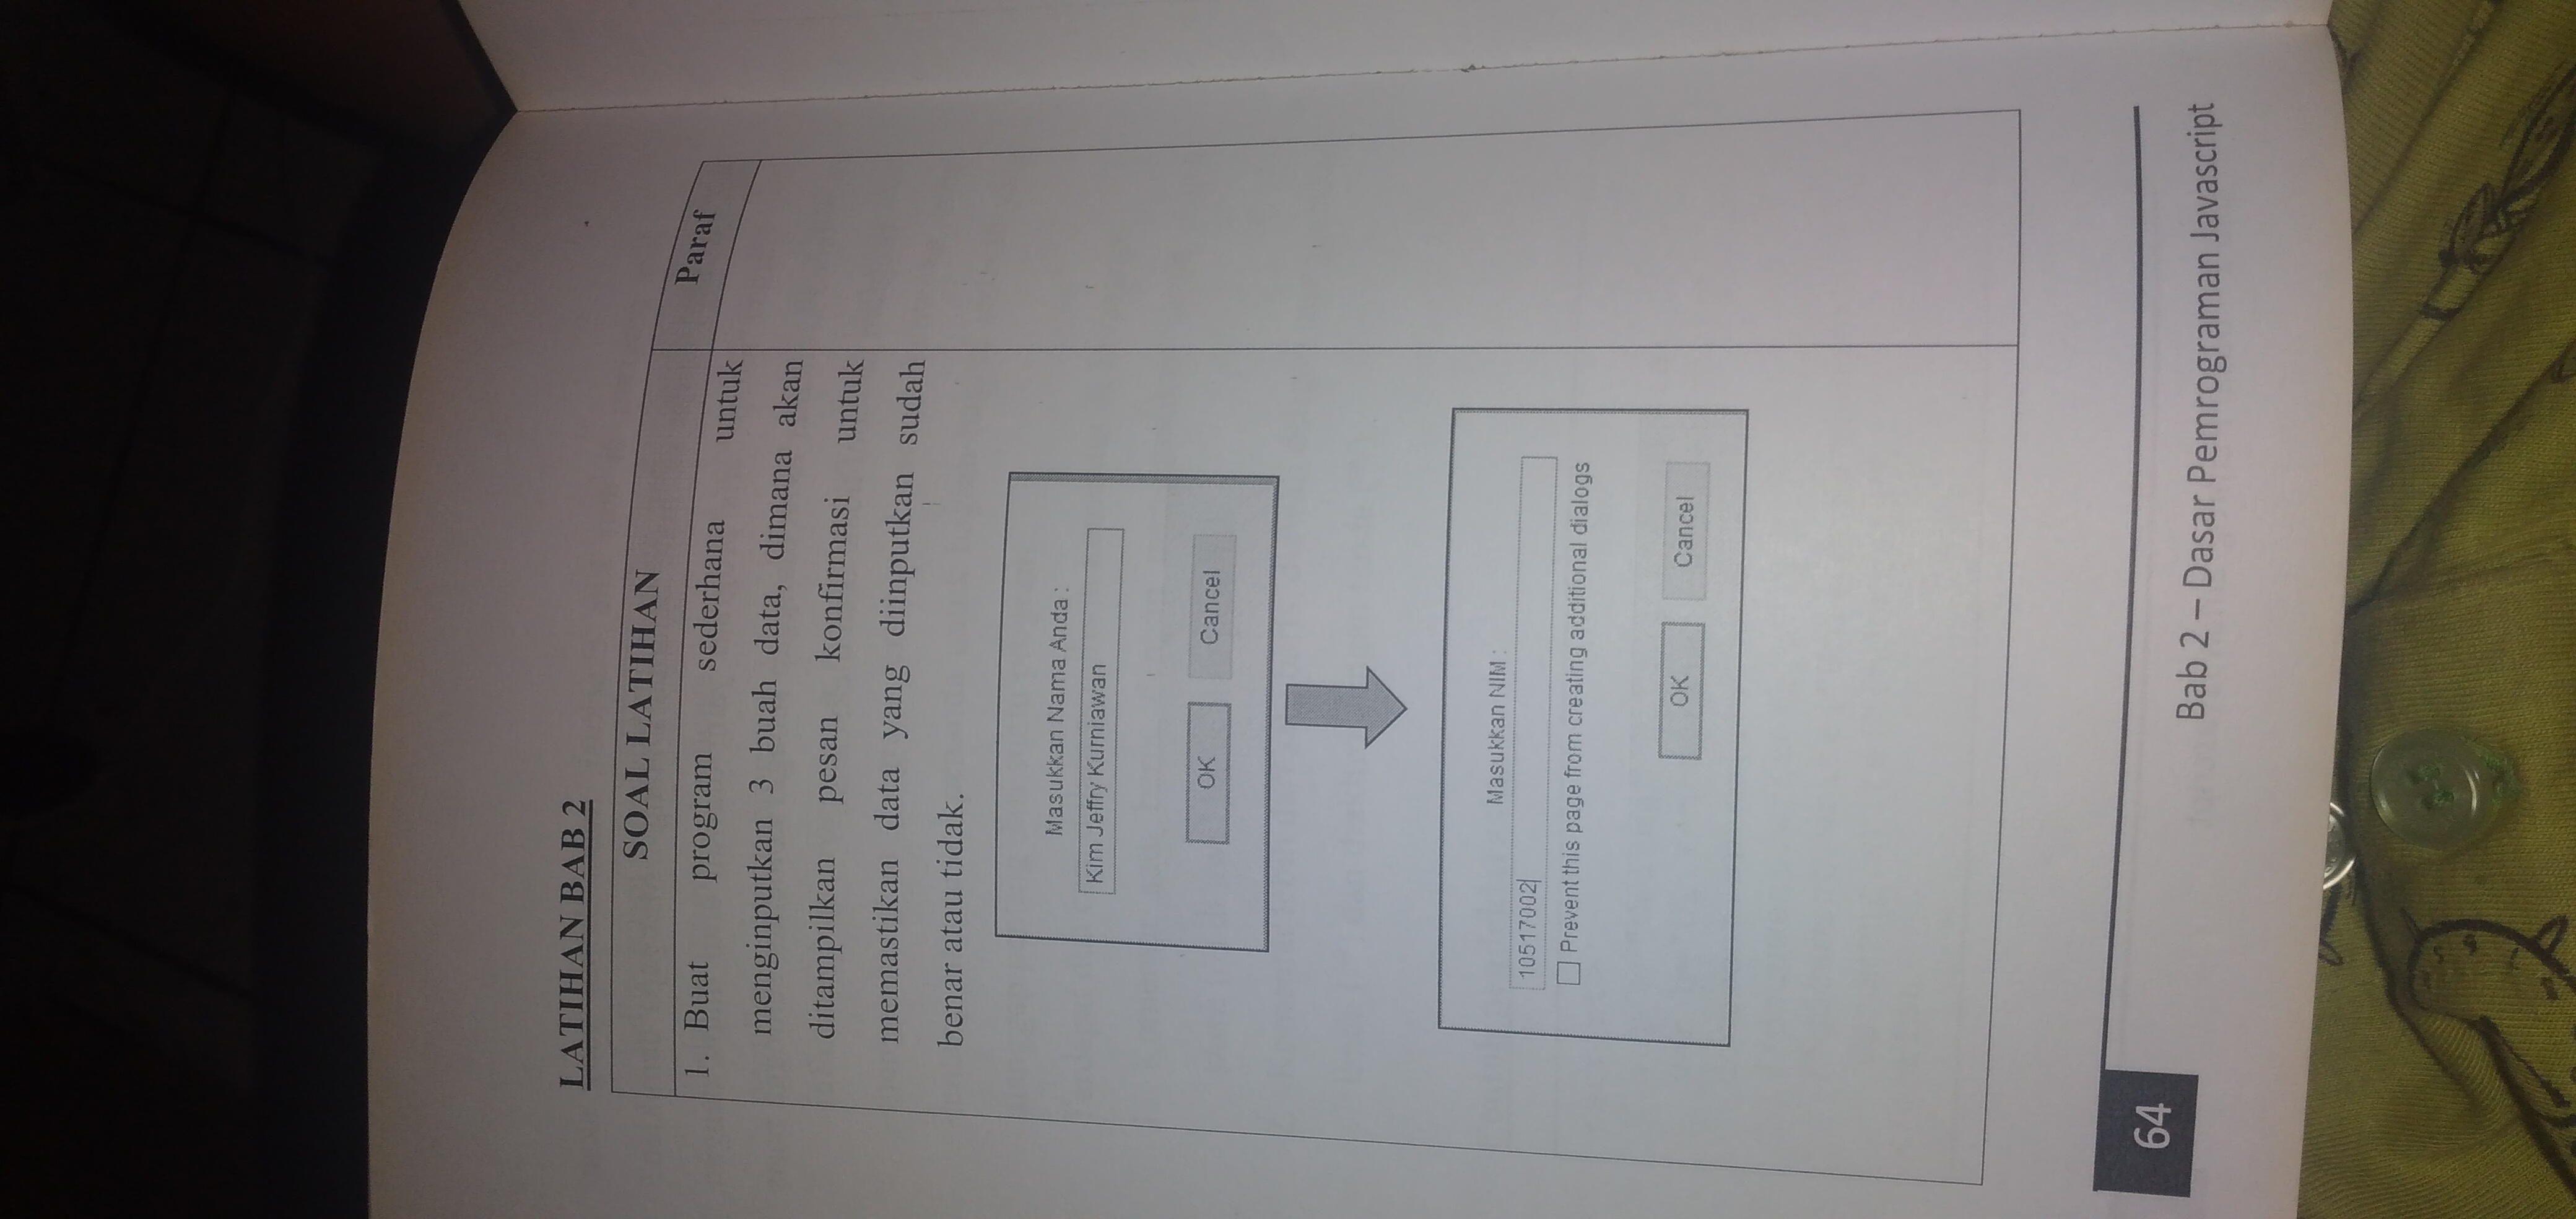 LATIHAN BAB 2
SOAL LATIHAN
Paraf
1. Buat program sederhana untuk
menginputkan 3 buah data, dimana akan
ditampilkan pesan konfirmasi untuk
memastikan data yang diinputkan sudah
benar atau tidak.
Masukkan Nama Anda :
Kim Jeffry Kurniawan
OK Cancel
Masukkan NIM :
10517002
Prevent this page from creating additional dialogs
OK Cancel
64
Bab 2 – Dasar Pemrograman Javascript